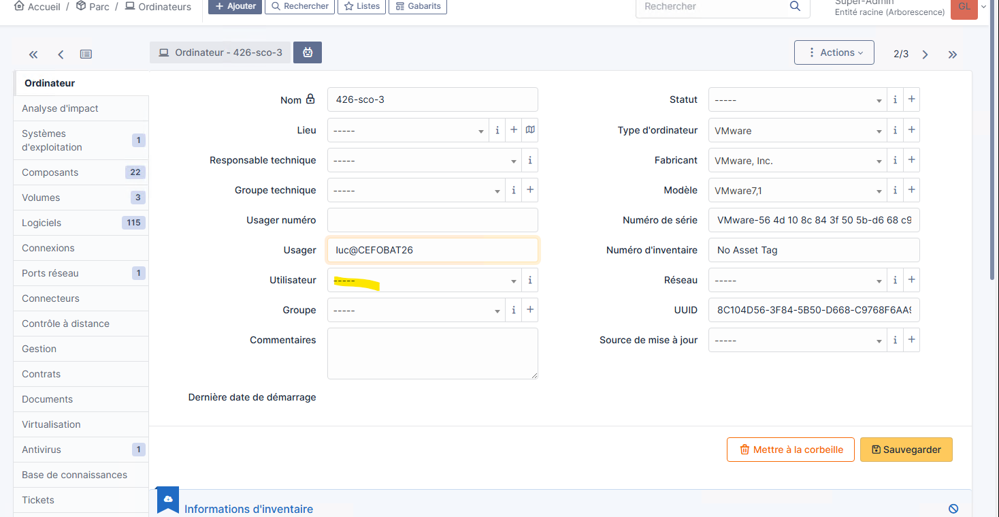 Accueil / Parc / Ordinateurs
+ Ajouter
Rechercher
Listes
Gabarits
Rechercher
Super-Admin
Entité racine (Arborescence)
GL
Ordinateur - 426-sco-3
Actions
2/3
Ordinateur
Analyse d'impact
Systèmes d'exploitation 1
Composants 22
Volumes 3
Logiciels 115
Connexions
Ports réseau 1
Connecteurs
Contrôle à distance
Gestion
Contrats
Documents
Virtualisation
Antivirus 1
Base de connaissances
Tickets
Nom 426-sco-3
Lieu -----
Responsable technique -----
Groupe technique -----
Usager numéro
Usager luc@CEFOBAT26
Utilisateur -----
Groupe -----
Commentaires
Dernière date de démarrage
Statut -----
Type d'ordinateur VMware
Fabricant VMware, Inc.
Modèle VMware7,1
Numéro de série VMware-56 4d 10 8c 84 3f 50 5b-d6 68 c9
Numéro d'inventaire No Asset Tag
Réseau -----
UUID 8C104D56-3F84-5B50-D668-C9768F6AA9
Source de mise à jour -----
Mettre à la corbeille
Sauvegarder
Informations d'inventaire